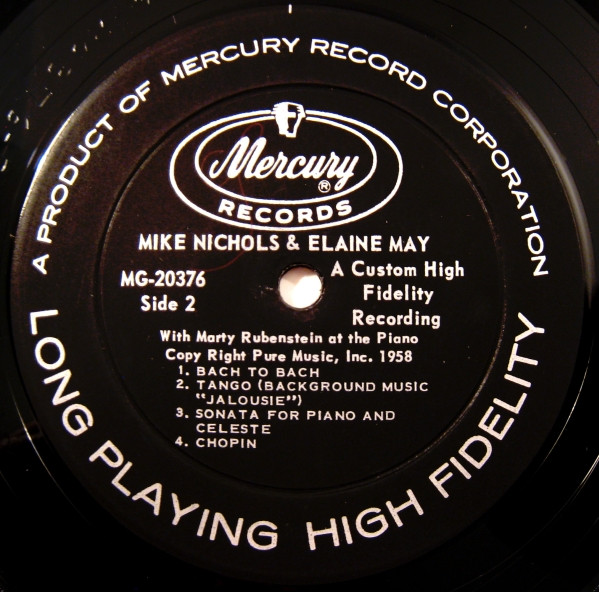 A PRODUCT OF MERCURY RECORD CORPORATION
Mercury ®
RECORDS
MIKE NICHOLS & ELAINE MAY
MG-20376
Side 2
A Custom High
Fidelity
Recording
With Marty Rubenstein at the Piano
Copy Right Pure Music, Inc. 1958
1. BACH TO BACH
2. TANGO (BACKGROUND MUSIC
"JALOUSIE")
3. SONATA FOR PIANO AND
CELESTE
4. CHOPIN
LONG PLAYING HIGH FIDELITY